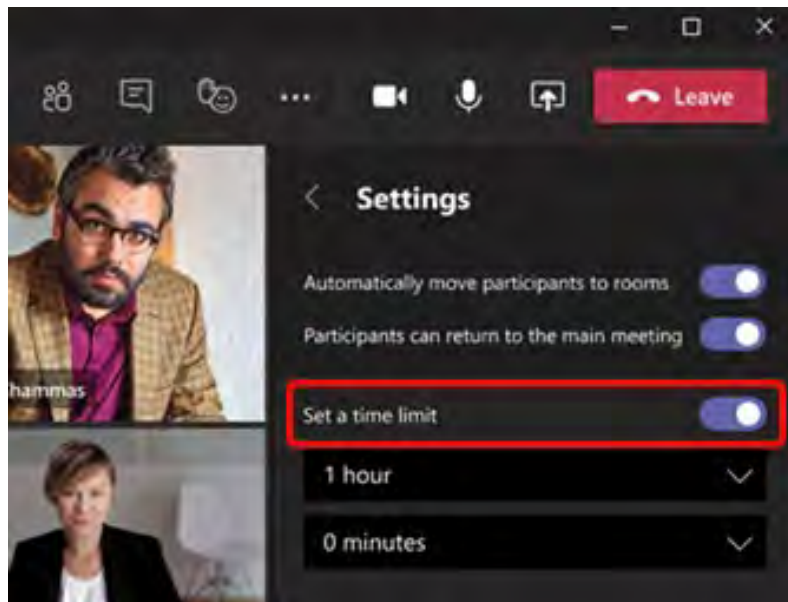 Leave
Settings
Automatically move participants to rooms
Participants can return to the main meeting
hammas
Set a time limit
1 hour
0 minutes